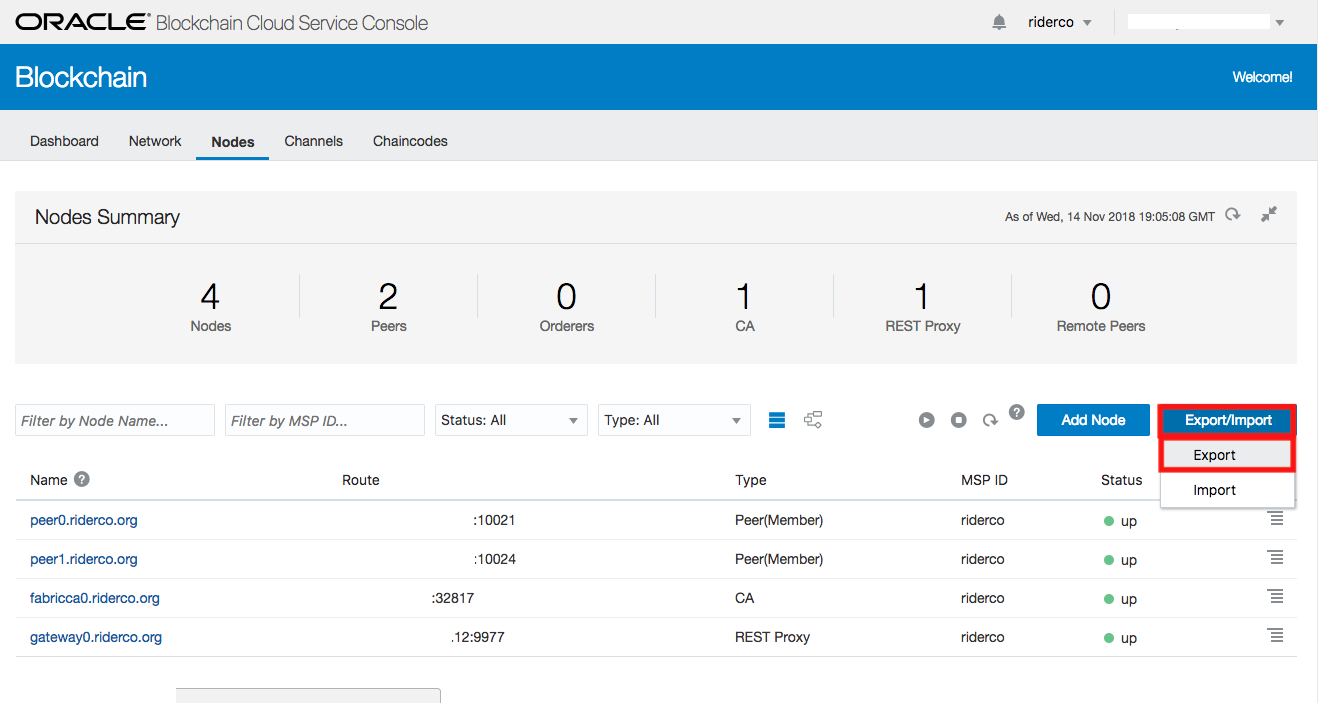 ORACLE® Blockchain Cloud Service Console riderco
Blockchain Welcome!
Dashboard Network Nodes Channels Chaincodes
Nodes Summary As of Wed, 14 Nov 2018 19:05:08 GMT
4 2 0 1 1 0
Nodes Peers Orderers CA REST Proxy Remote Peers
Filter by Node Name... Filter by MSP ID... Status: All Type: All ? Add Node Export/Import
Export
Import
Name ? Route Type MSP ID Status
peer0.riderco.org :10021 Peer(Member) riderco up
peer1.riderco.org :10024 Peer(Member) riderco up
fabricca0.riderco.org :32817 CA riderco up
gateway0.riderco.org .12:9977 REST Proxy riderco up